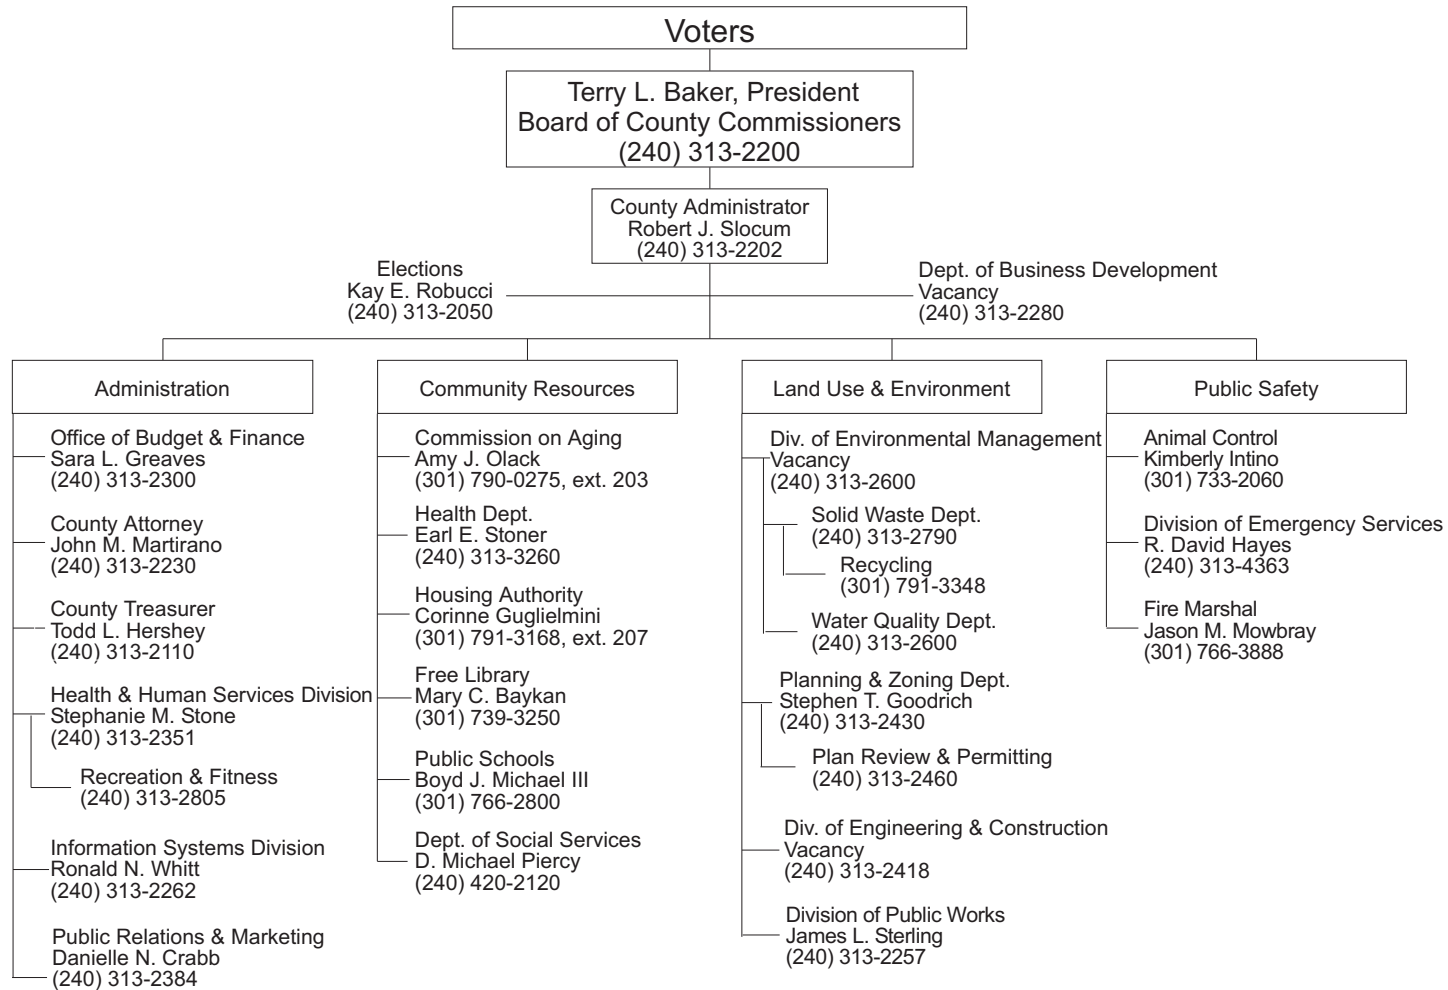 Voters
Terry L. Baker, President
Board of County Commissioners
(240) 313-2200
County Administrator
Robert J. Slocum
(240) 313-2202
Elections
Kay E. Robucci
(240) 313-2050
Dept. of Business Development
Vacancy
(240) 313-2280
Administration
Office of Budget & Finance
Sara L. Greaves
(240) 313-2300
County Attorney
John M. Martirano
(240) 313-2230
County Treasurer
Todd L. Hershey
(240) 313-2110
Health & Human Services Division
Stephanie M. Stone
(240) 313-2351
Recreation & Fitness
(240) 313-2805
Information Systems Division
Ronald N. Whitt
(240) 313-2262
Public Relations & Marketing
Danielle N. Crabb
(240) 313-2384
Community Resources
Commission on Aging
Amy J. Olack
(301) 790-0275, ext. 203
Health Dept.
Earl E. Stoner
(240) 313-3260
Housing Authority
Corinne Guglielmini
(301) 791-3168, ext. 207
Free Library
Mary C. Baykan
(301) 739-3250
Public Schools
Boyd J. Michael III
(301) 766-2800
Dept. of Social Services
D. Michael Piercy
(240) 420-2120
Land Use & Environment
Div. of Environmental Management
Vacancy
(240) 313-2600
Solid Waste Dept.
(240) 313-2790
Recycling
(301) 791-3348
Water Quality Dept.
(240) 313-2600
Planning & Zoning Dept.
Stephen T. Goodrich
(240) 313-2430
Plan Review & Permitting
(240) 313-2460
Div. of Engineering & Construction
Vacancy
(240) 313-2418
Division of Public Works
James L. Sterling
(240) 313-2257
Public Safety
Animal Control
Kimberly Intino
(301) 733-2060
Division of Emergency Services
R. David Hayes
(240) 313-4363
Fire Marshal
Jason M. Mowbray
(301) 766-3888